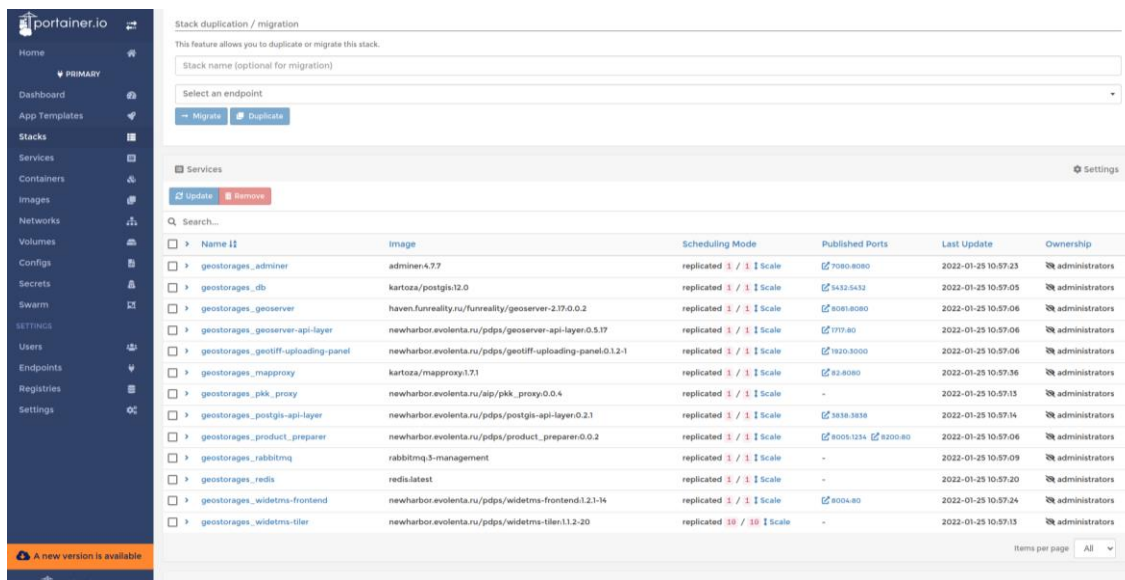 portainer.io
Home
PRIMARY
Dashboard
App Templates
Stacks
Services
Containers
Images
Networks
Volumes
Configs
Secrets
Swarm
SETTINGS
Users
Endpoints
Registries
Settings
A new version is available
Stack duplication / migration
This feature allows you to duplicate or migrate this stack.
Stack name (optional for migration)
Select an endpoint
Migrate Duplicate
Services Settings
Update Remove
Search...
Name Image Scheduling Mode Published Ports Last Update Ownership
geostorages_adminer adminer:4.7.7 replicated 1 / 1 Scale 7080:8080 2022-01-25 10:57:23 administrators
geostorages_db kartoza/postgis:12.0 replicated 1 / 1 Scale 5432:5432 2022-01-25 10:57:05 administrators
geostorages_geoserver haven.funreality.ru/funreality/geoserver-2.17:0.0.2 replicated 1 / 1 Scale 8081:8080 2022-01-25 10:57:06 administrators
geostorages_geoserver-api-layer newharbor.evolenta.ru/pdps/geoserver-api-layer:0.5.17 replicated 1 / 1 Scale 1717:80 2022-01-25 10:57:06 administrators
geostorages_geotiff-uploading-panel newharbor.evolenta.ru/pdps/geotiff-uploading-panel:0.1.2-1 replicated 1 / 1 Scale 1920:3000 2022-01-25 10:57:06 administrators
geostorages_mapproxy kartoza/mapproxy:1.7.1 replicated 1 / 1 Scale 82:8080 2022-01-25 10:57:36 administrators
geostorages_pkk_proxy newharbor.evolenta.ru/aip/pkk_proxy:0.0.4 replicated 1 / 1 Scale - 2022-01-25 10:57:13 administrators
geostorages_postgis-api-layer newharbor.evolenta.ru/pdps/postgis-api-layer:0.2.1 replicated 1 / 1 Scale 3838:3838 2022-01-25 10:57:14 administrators
geostorages_product_preparer newharbor.evolenta.ru/pdps/product_preparer:0.0.2 replicated 1 / 1 Scale 8005:1234 8200:80 2022-01-25 10:57:06 administrators
geostorages_rabbitmq rabbitmq:3-management replicated 1 / 1 Scale - 2022-01-25 10:57:09 administrators
geostorages_redis redis:latest replicated 1 / 1 Scale - 2022-01-25 10:57:20 administrators
geostorages_widetms-frontend newharbor.evolenta.ru/pdps/widetms-frontend:1.2.1-14 replicated 1 / 1 Scale 8004:80 2022-01-25 10:57:24 administrators
geostorages_widetms-tiler newharbor.evolenta.ru/pdps/widetms-tiler:1.1.2-20 replicated 10 / 10 Scale - 2022-01-25 10:57:13 administrators
Items per page All